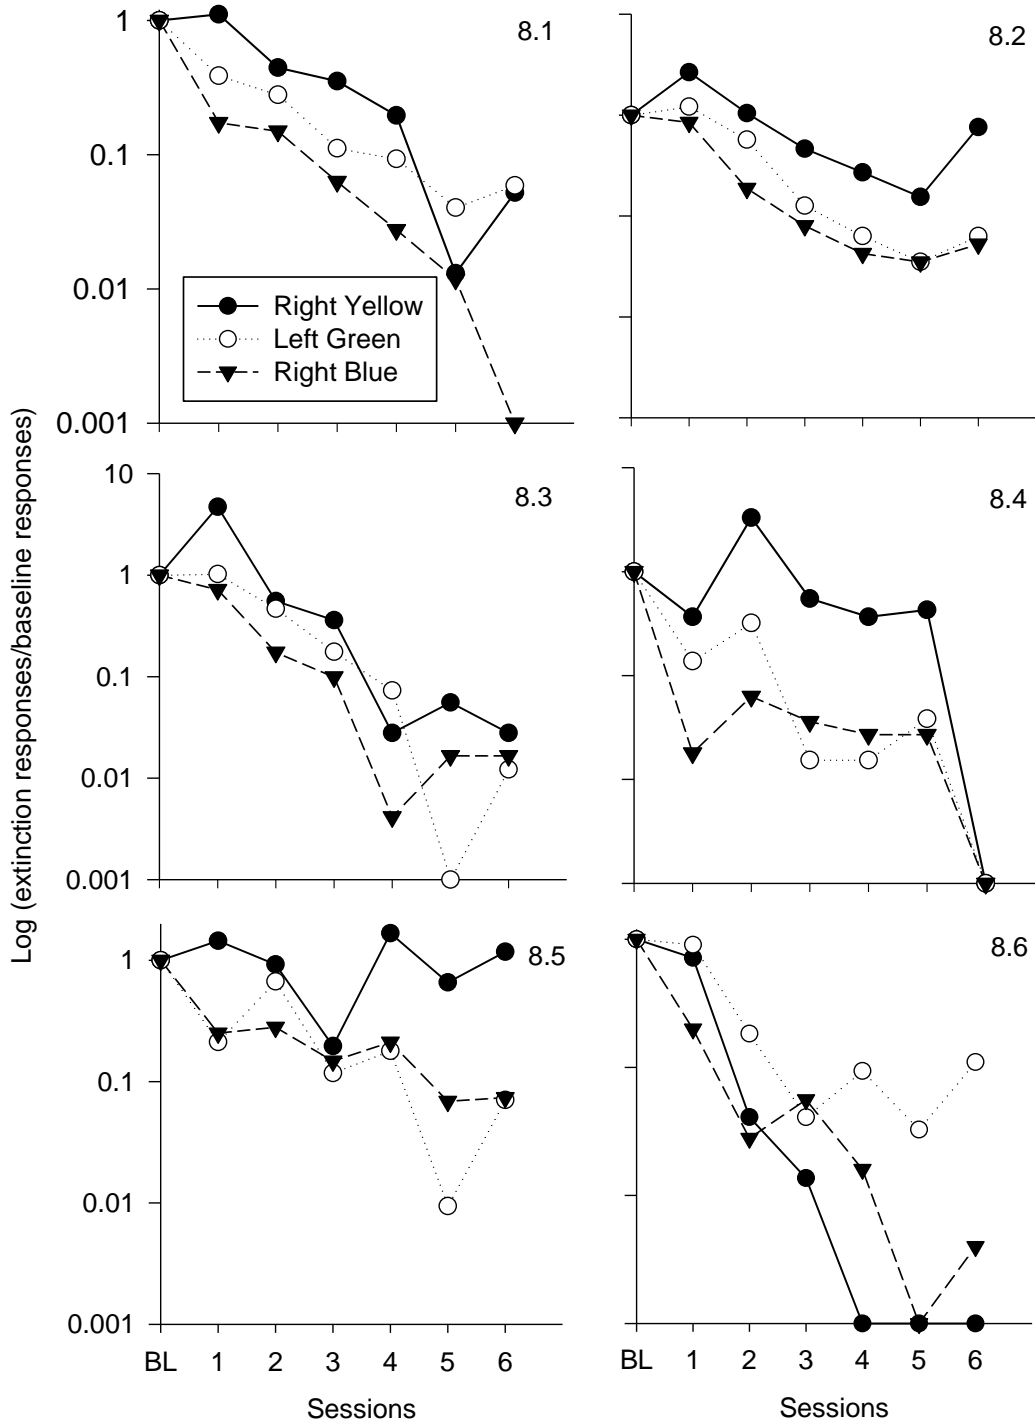 Log (extinction responses/baseline responses)
8.1
1
0.1
0.01
0.001
Right Yellow
Left Green
Right Blue
8.2
8.3
10
1
0.1
0.01
0.001
8.4
8.5
1
0.1
0.01
0.001
BL 1 2 3 4 5 6
Sessions
8.6
BL 1 2 3 4 5 6
Sessions